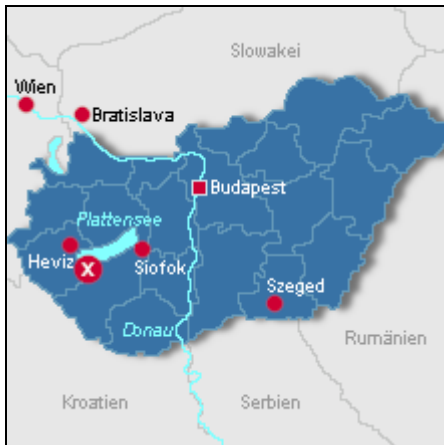 Slowakei
Wien
Bratislava
Budapest
Plattensee
Heviz
X
Siofok
Szeged
Donau
Rumänien
Kroatien
Serbien